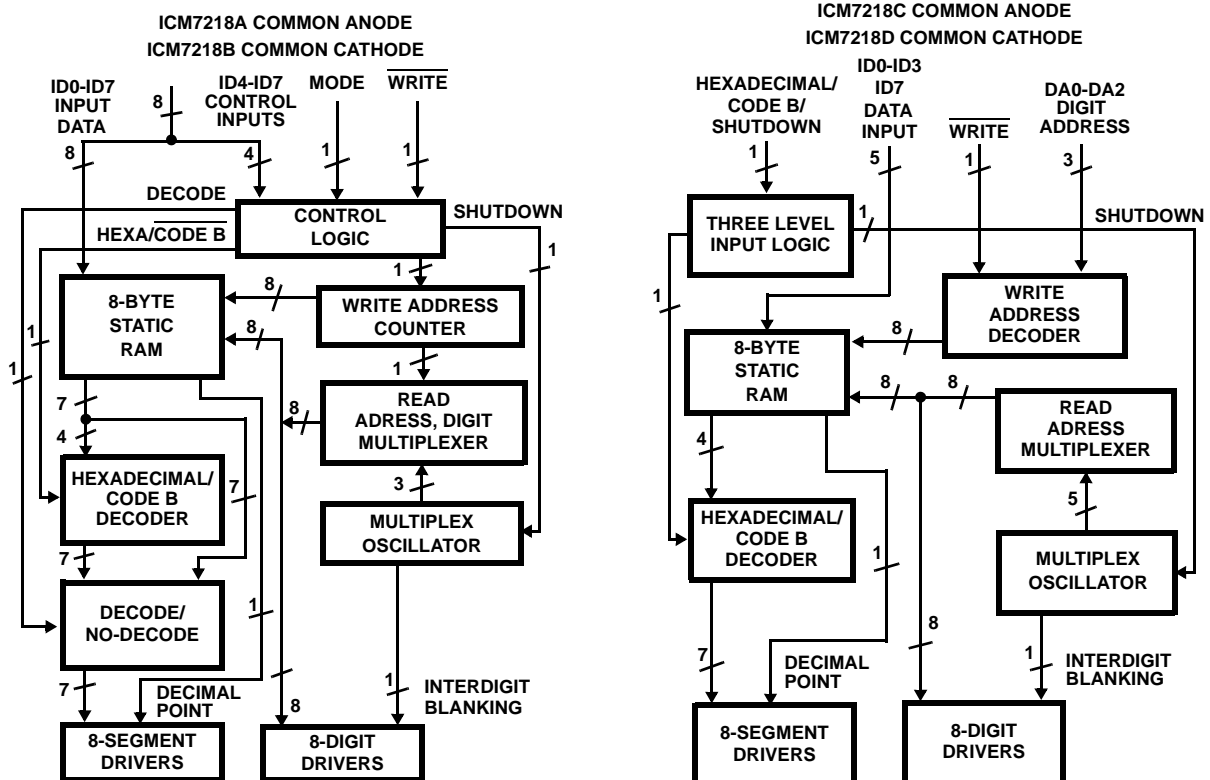 ICM7218A COMMON ANODE
ICM7218B COMMON CATHODE
ID0-ID7
INPUT
DATA
8
ID4-ID7
CONTROL
INPUTS
MODE
WRITE
8
4
1
1
DECODE
HEXA/CODE B
CONTROL
LOGIC
SHUTDOWN
1
1
8-BYTE
STATIC
RAM
8
WRITE ADDRESS
COUNTER
8
1
1
1
7
8
READ
ADRESS, DIGIT
MULTIPLEXER
4
HEXADECIMAL/
CODE B
DECODER
7
3
MULTIPLEX
OSCILLATOR
7
DECODE/
NO-DECODE
1
7
DECIMAL
POINT
8
1
INTERDIGIT
BLANKING
8-SEGMENT
DRIVERS
8-DIGIT
DRIVERS
ICM7218C COMMON ANODE
ICM7218D COMMON CATHODE
HEXADECIMAL/
CODE B/
SHUTDOWN
ID0-ID3
ID7
DATA
INPUT
WRITE
DA0-DA2
DIGIT
ADDRESS
1
5
1
3
THREE LEVEL
INPUT LOGIC
1
SHUTDOWN
1
WRITE
ADDRESS
DECODER
8
8-BYTE
STATIC
RAM
8
8
READ
ADRESS
MULTIPLEXER
4
5
HEXADECIMAL/
CODE B
DECODER
1
MULTIPLEX
OSCILLATOR
7
8
1
DECIMAL
POINT
INTERDIGIT
BLANKING
8-SEGMENT
DRIVERS
8-DIGIT
DRIVERS